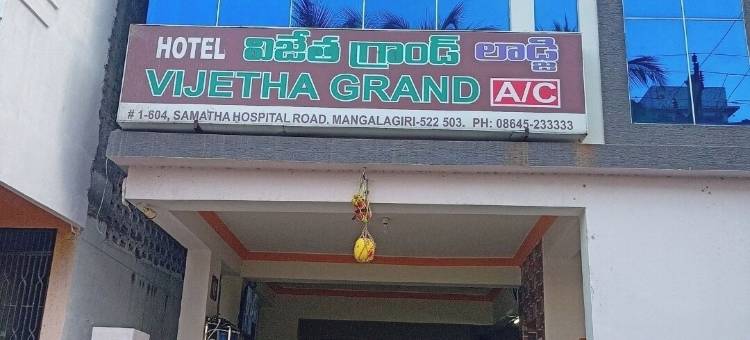 HOTEL విజేత గ్రాండ్ లాడ్జి
VIJETHA GRAND A/C
# 1-604, SAMATHA HOSPITAL ROAD, MANGALAGIRI-522 503. PH: 08645-233333